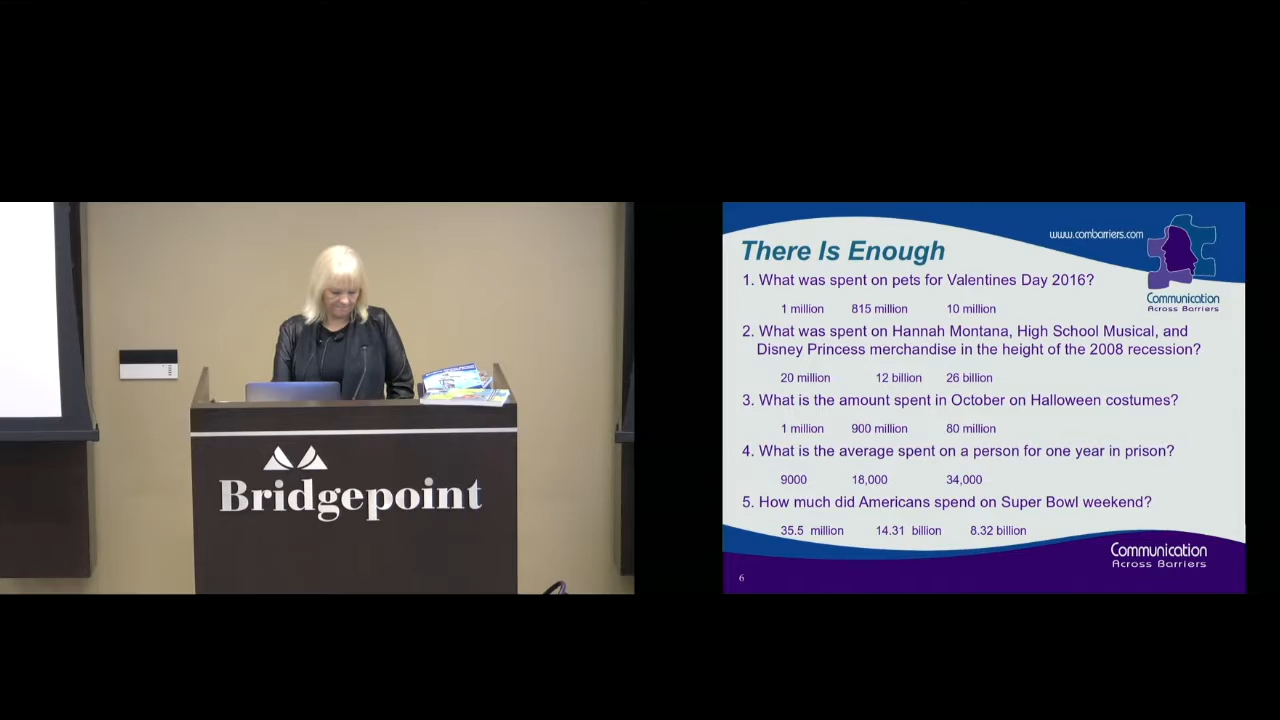 Bridgepoint
www.combarriers.com
There Is Enough
Communication
Across Barriers
1. What was spent on pets for Valentines Day 2016?
1 million 815 million 10 million
2. What was spent on Hannah Montana, High School Musical, and
Disney Princess merchandise in the height of the 2008 recession?
20 million 12 billion 26 billion
3. What is the amount spent in October on Halloween costumes?
1 million 900 million 80 million
4. What is the average spent on a person for one year in prison?
9000 18,000 34,000
5. How much did Americans spend on Super Bowl weekend?
35.5 million 14.31 billion 8.32 billion
Communication
Across Barriers
6